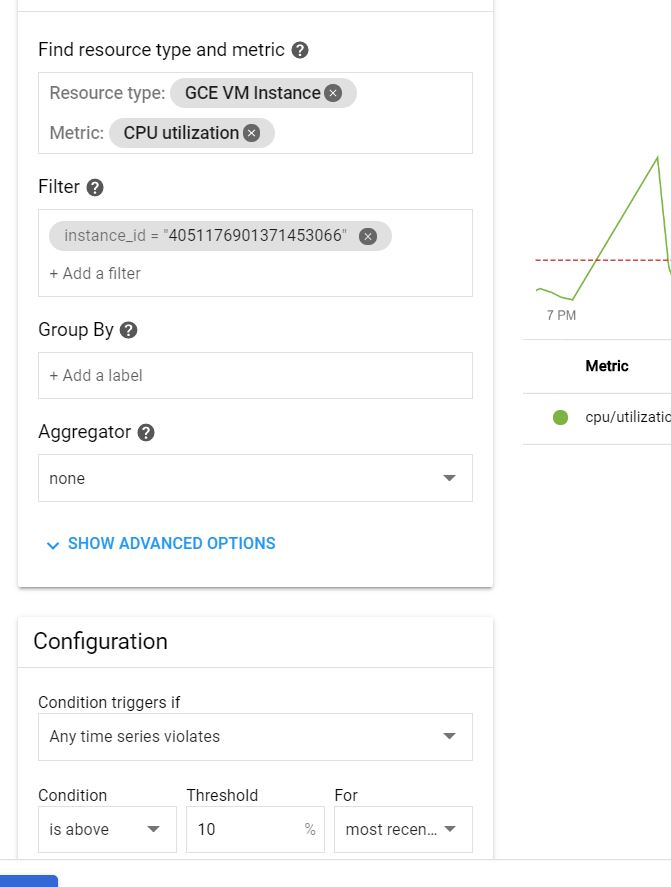 Find resource type and metric ?
Resource type: GCE VM Instance
Metric: CPU utilization
Filter ?
instance_id = "4051176901371453066"
+ Add a filter
Group By ?
+ Add a label
Aggregator ?
none
SHOW ADVANCED OPTIONS
7 PM
Metric
cpu/utilizatio
Configuration
Condition triggers if
Any time series violates
Condition Threshold For
is above 10 % most recen...